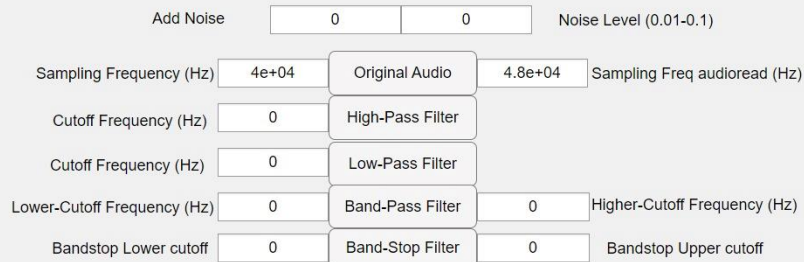 Add Noise 0 0 Noise Level (0.01-0.1)
Sampling Frequency (Hz) 4e+04 Original Audio 4.8e+04 Sampling Freq audioread (Hz)
Cutoff Frequency (Hz) 0 High-Pass Filter
Cutoff Frequency (Hz) 0 Low-Pass Filter
Lower-Cutoff Frequency (Hz) 0 Band-Pass Filter 0 Higher-Cutoff Frequency (Hz)
Bandstop Lower cutoff 0 Band-Stop Filter 0 Bandstop Upper cutoff